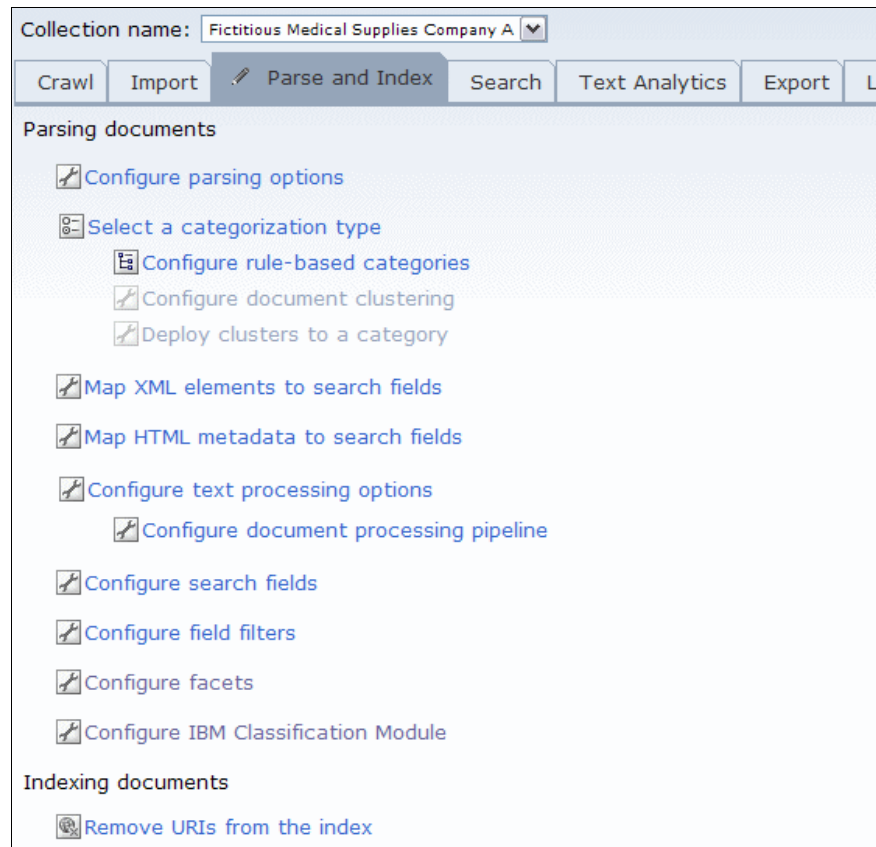 Collection name: Fictitious Medical Supplies Company A
Crawl Import Parse and Index Search Text Analytics Export L
Parsing documents
Configure parsing options
Select a categorization type
Configure rule-based categories
Configure document clustering
Deploy clusters to a category
Map XML elements to search fields
Map HTML metadata to search fields
Configure text processing options
Configure document processing pipeline
Configure search fields
Configure field filters
Configure facets
Configure IBM Classification Module
Indexing documents
Remove URIs from the index